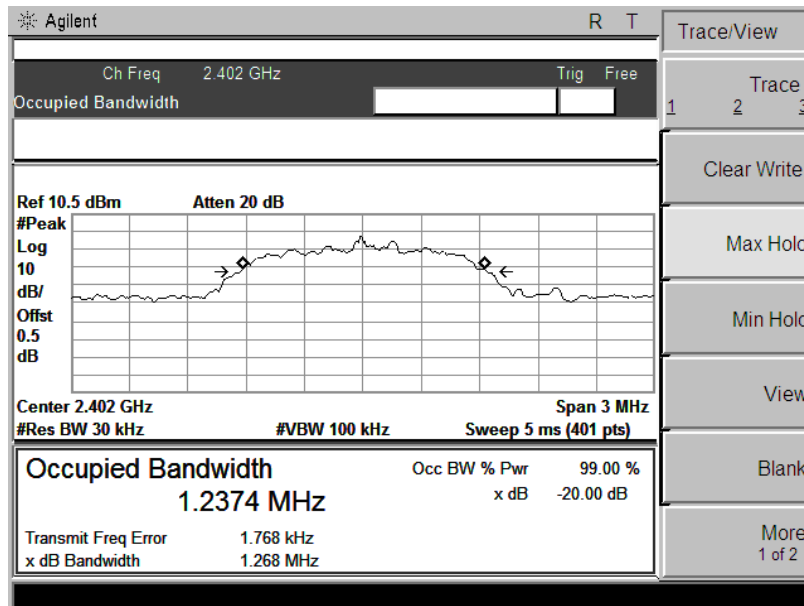 Agilent R T
Trace/View
Ch Freq 2.402 GHz Trig Free
Occupied Bandwidth
Trace
1 2 3
Clear Write
Ref 10.5 dBm Atten 20 dB
#Peak
Log
10
dB/
Offst
0.5
dB
Max Hold
Min Hold
Center 2.402 GHz Span 3 MHz
#Res BW 30 kHz #VBW 100 kHz Sweep 5 ms (401 pts)
View
Occupied Bandwidth Occ BW % Pwr 99.00 %
1.2374 MHz x dB -20.00 dB
Blank
Transmit Freq Error 1.768 kHz
x dB Bandwidth 1.268 MHz
More
1 of 2